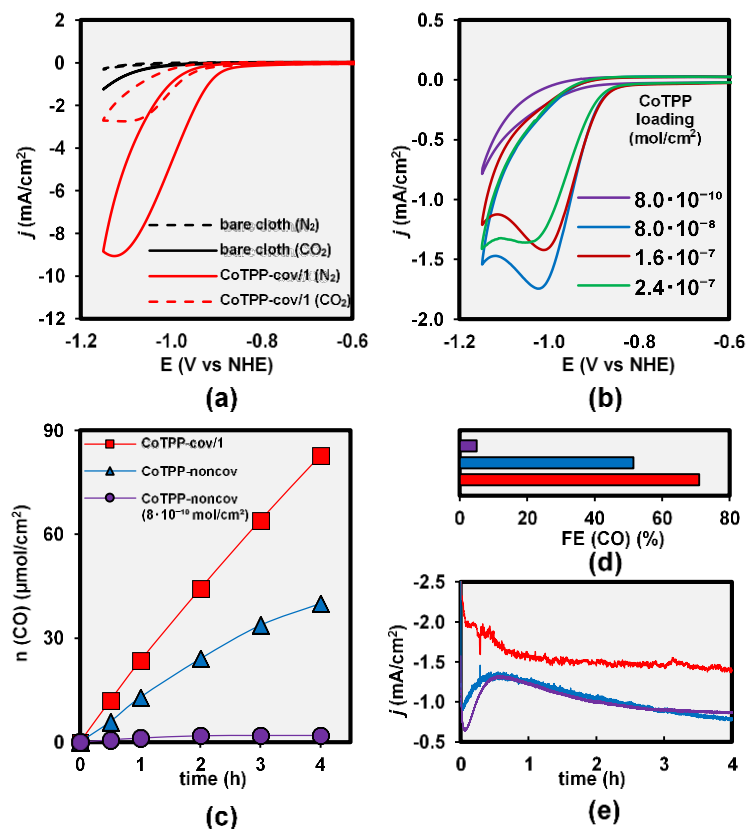 2
0
-2
-4
-6
-8
-10
-12
-1.2
-1.0
-0.8
-0.6
j (mA/cm²)
E (V vs NHE)
bare cloth (N₂)
bare cloth (CO₂)
CoTPP-cov/1 (N₂)
CoTPP-cov/1 (CO₂)
(a)
0.5
0.0
-0.5
-1.0
-1.5
-2.0
-1.2
-1.0
-0.8
-0.6
j (mA/cm²)
E (V vs NHE)
CoTPP
loading
(mol/cm²)
8.0·10⁻¹⁰
8.0·10⁻⁸
1.6·10⁻⁷
2.4·10⁻⁷
(b)
90
60
30
0
0
1
2
3
4
n (CO) (µmol/cm²)
time (h)
CoTPP-cov/1
CoTPP-noncov
CoTPP-noncov
(8·10⁻¹⁰ mol/cm²)
(c)
0
20
40
60
80
FE (CO) (%)
(d)
-2.5
-2.0
-1.5
-1.0
-0.5
0
1
2
3
4
j (mA/cm²)
time (h)
(e)